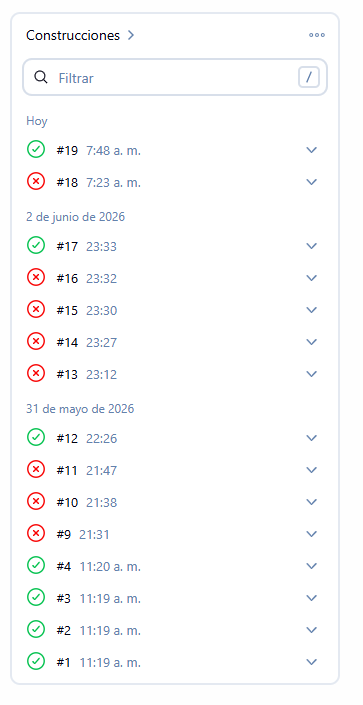 Construcciones
Filtrar /
Hoy
#19 7:48 a. m.
#18 7:23 a. m.
2 de junio de 2026
#17 23:33
#16 23:32
#15 23:30
#14 23:27
#13 23:12
31 de mayo de 2026
#12 22:26
#11 21:47
#10 21:38
#9 21:31
#4 11:20 a. m.
#3 11:19 a. m.
#2 11:19 a. m.
#1 11:19 a. m.